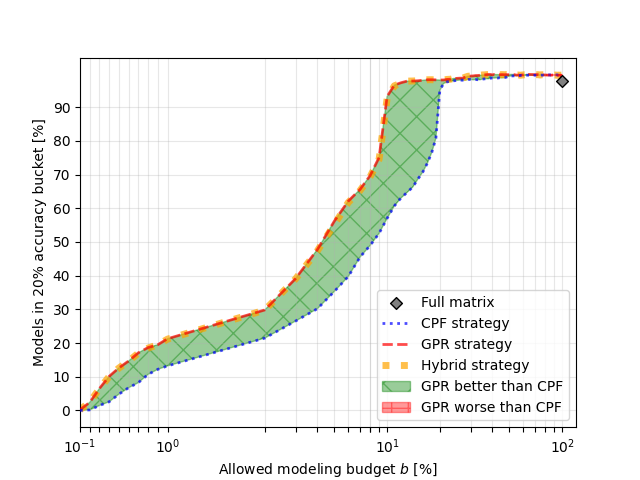 90
80
70
60
50
40
30
20
10
0
Models in 20% accuracy bucket [%]
Full matrix
CPF strategy
GPR strategy
Hybrid strategy
GPR better than CPF
GPR worse than CPF
10⁻¹ 10⁰ 10¹ 10²
Allowed modeling budget b [%]